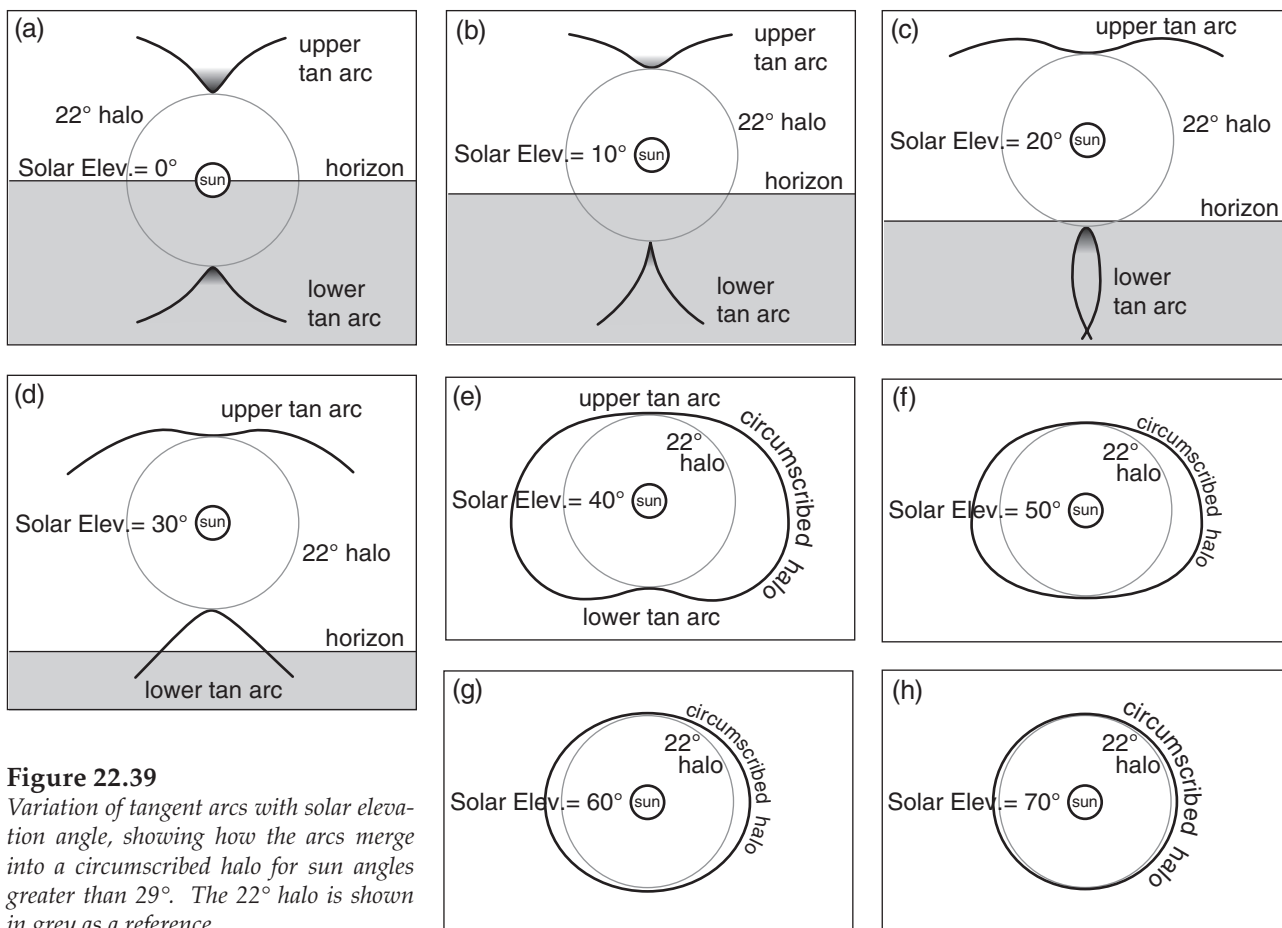 (a)
upper
tan arc
22° halo
Solar Elev.= 0°
sun
horizon
lower
tan arc
(b)
upper
tan arc
22° halo
Solar Elev.= 10°
sun
horizon
lower
tan arc
(c)
upper tan arc
22° halo
Solar Elev.= 20°
sun
horizon
lower
tan arc
(d)
upper tan arc
Solar Elev.= 30°
sun
22° halo
horizon
lower tan arc
(e)
upper tan arc
circumscribed halo
22°
halo
Solar Elev.= 40°
sun
lower tan arc
(f)
circumscribed halo
22°
halo
Solar Elev.= 50°
sun
(g)
circumscribed halo
22°
halo
Solar Elev.= 60°
sun
(h)
circumscribed halo
22°
halo
Solar Elev.= 70°
sun
Figure 22.39
Variation of tangent arcs with solar eleva-
tion angle, showing how the arcs merge
into a circumscribed halo for sun angles
greater than 29°. The 22° halo is shown
in grey as a reference